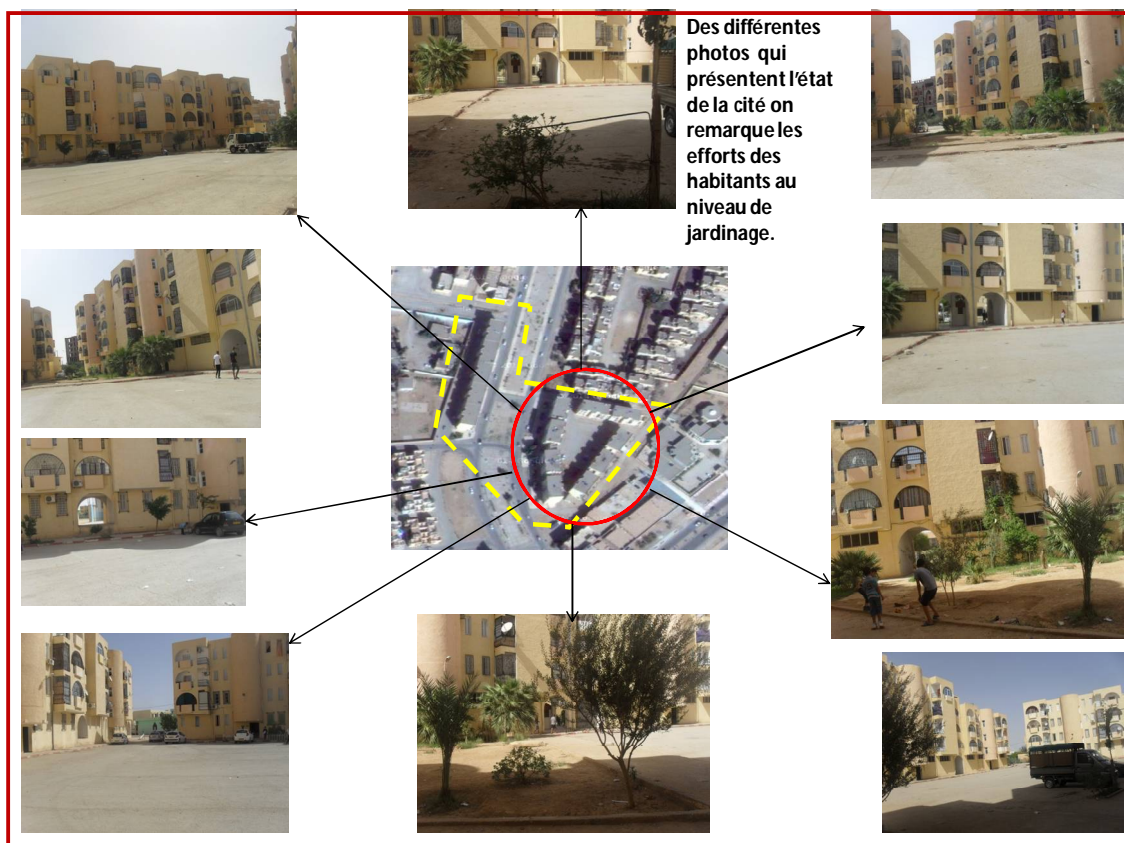 Des différentes
photos qui
présentent l'état
de la cité on
remarque les
efforts des
habitants au
niveau de
jardinage.